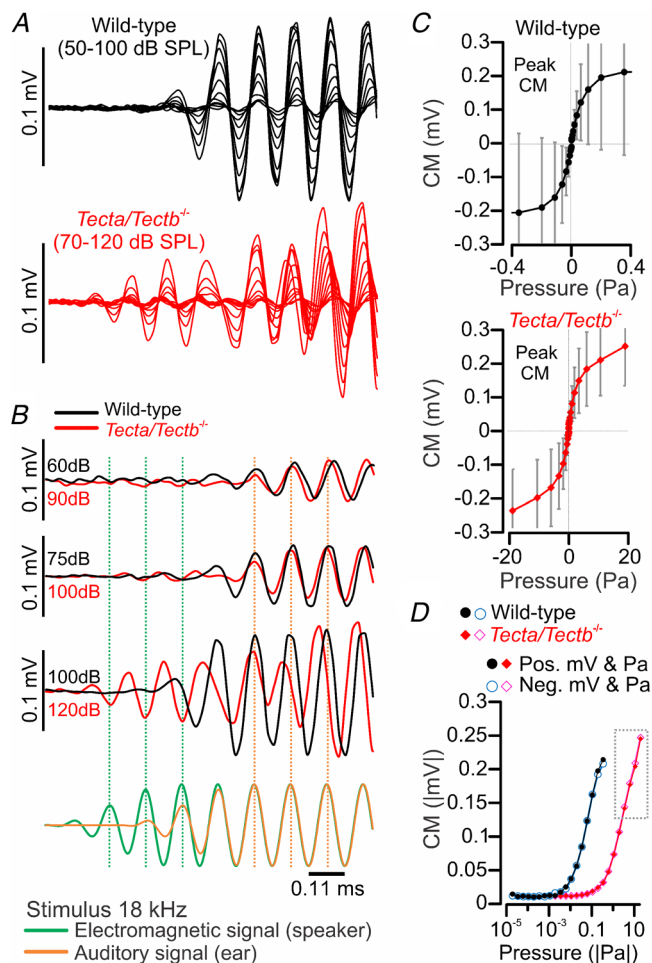 A
Wild-type
(50-100 dB SPL)
0.1 mV
Tecta/Tectb-/-
(70-120 dB SPL)
0.1 mV
B
Wild-type
Tecta/Tectb-/-
0.1 mV
60dB
90dB
0.1 mV
75dB
100dB
0.1 mV
100dB
120dB
0.11 ms
Stimulus 18 kHz
Electromagnetic signal (speaker)
Auditory signal (ear)
C
Wild-type
CM (mV)
0.3
0.2
0.1
0
-0.1
-0.2
-0.3
Peak
CM
-0.4
0
0.4
Pressure (Pa)
Tecta/Tectb-/-
CM (mV)
0.3
0.2
0.1
0
-0.1
-0.2
-0.3
Peak
CM
-20
0
20
Pressure (Pa)
D
Wild-type
Tecta/Tectb-/-
Pos. mV & Pa
Neg. mV & Pa
CM (|mV|)
0.25
0.2
0.15
0.1
0.05
0
10-5
10-3
0.1
10
Pressure (|Pa|)